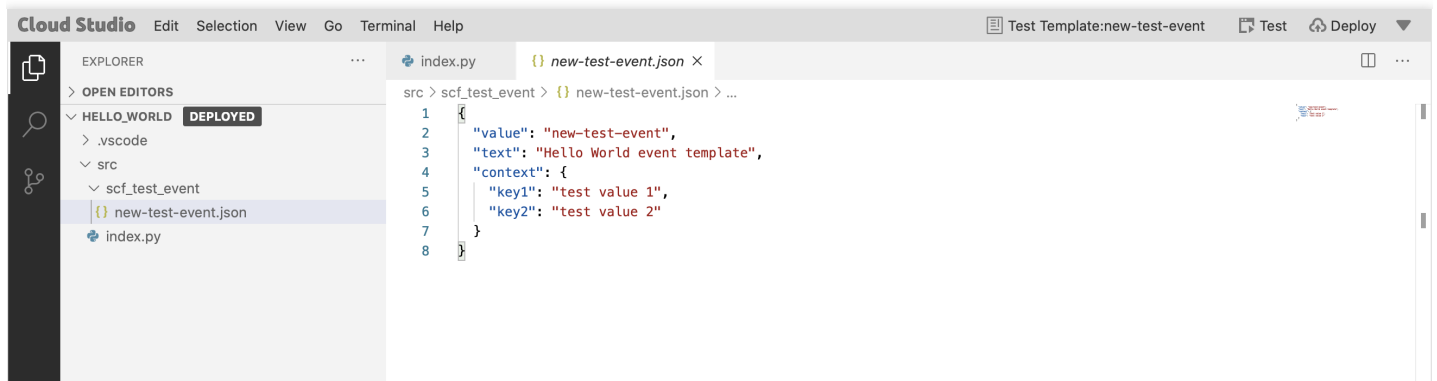 Cloud Studio Edit Selection View Go Terminal Help Test Template:new-test-event Test Deploy
EXPLORER ...
OPEN EDITORS
HELLO_WORLD DEPLOYED
.vscode
src
scf_test_event
{} new-test-event.json
index.py
index.py {} new-test-event.json ×
src > scf_test_event > {} new-test-event.json > ...
1 {
2 "value": "new-test-event",
3 "text": "Hello World event template",
4 "context": {
5 "key1": "test value 1",
6 "key2": "test value 2"
7 }
8 }